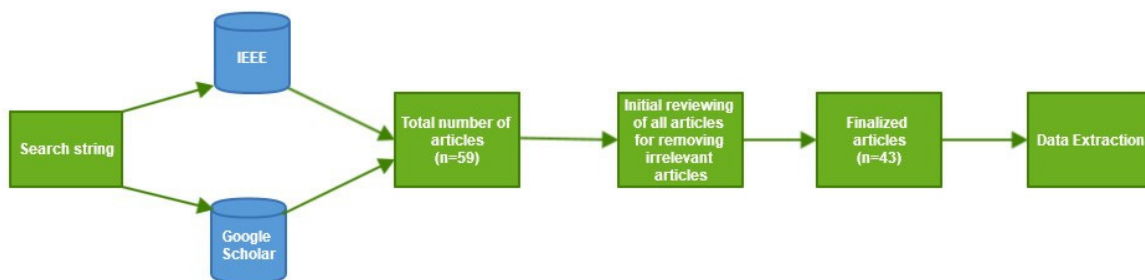 Search string
IEEE
Google
Scholar
Total number of
articles
(n=59)
Initial reviewing
of all articles
for removing
irrelevant
articles
Finalized
articles
(n=43)
Data Extraction